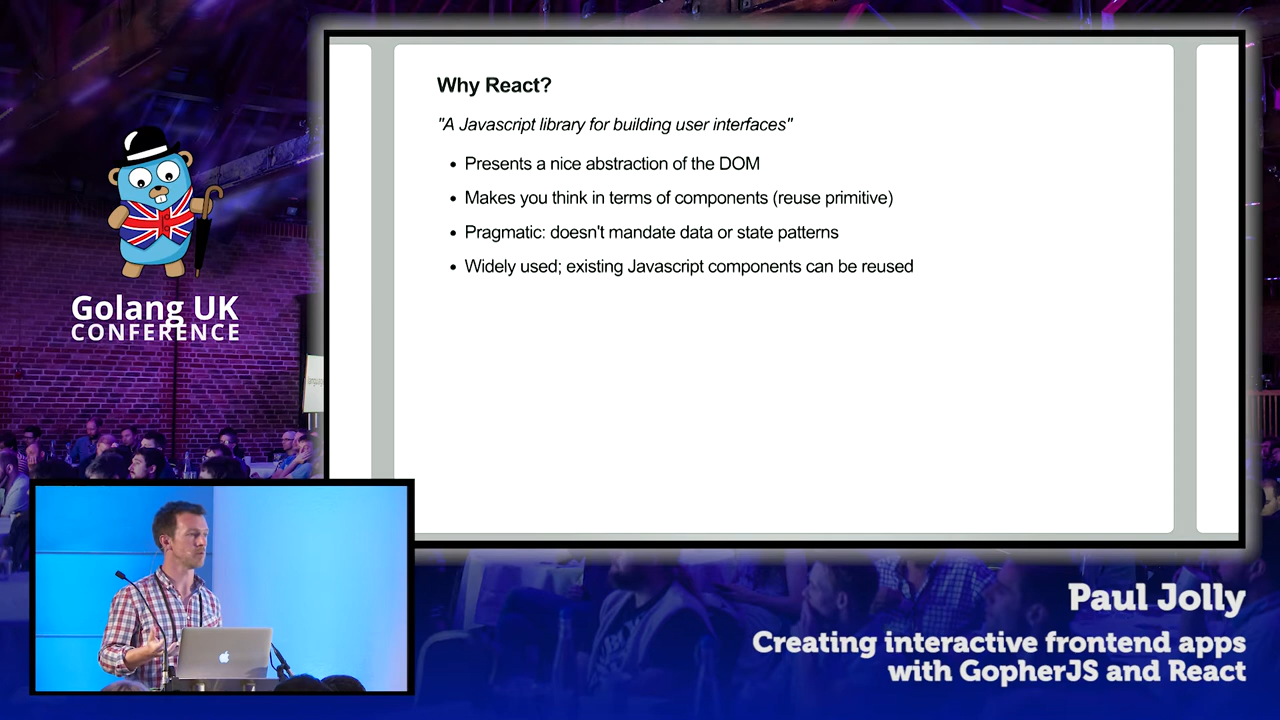 Why React?
"A Javascript library for building user interfaces"
• Presents a nice abstraction of the DOM
• Makes you think in terms of components (reuse primitive)
• Pragmatic: doesn't mandate data or state patterns
• Widely used; existing Javascript components can be reused
Golang UK
CONFERENCE
Paul Jolly
Creating interactive frontend apps
with GopherJS and React